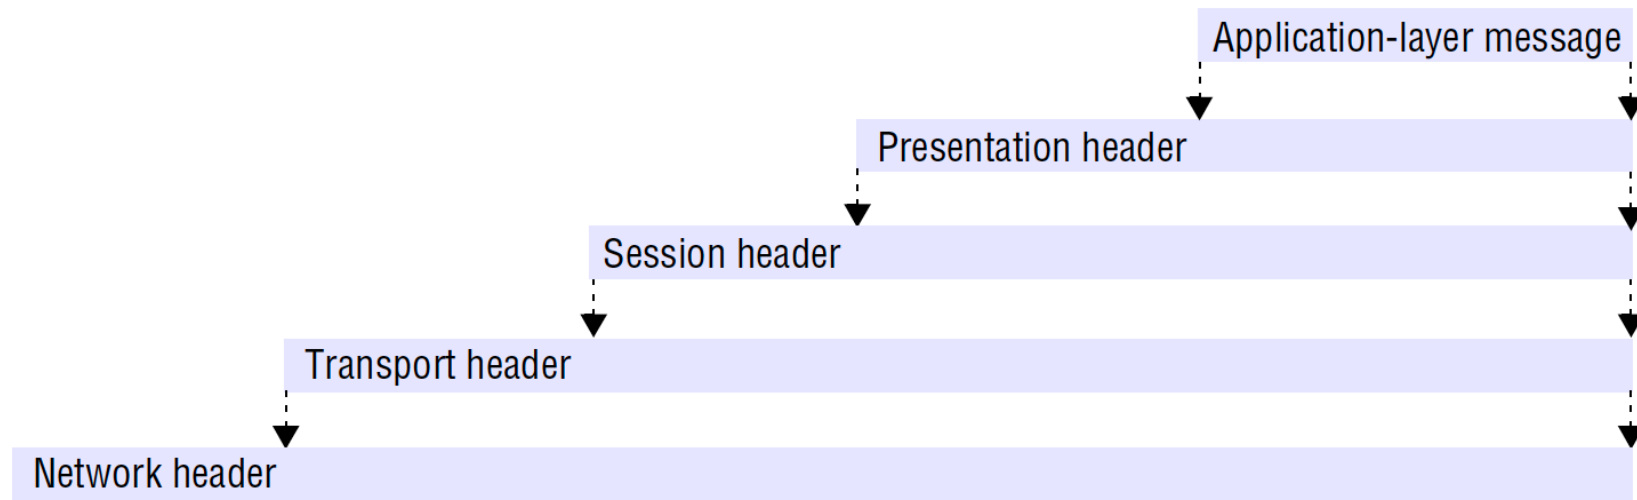 Application-layer message
Presentation header
Session header
Transport header
Network header